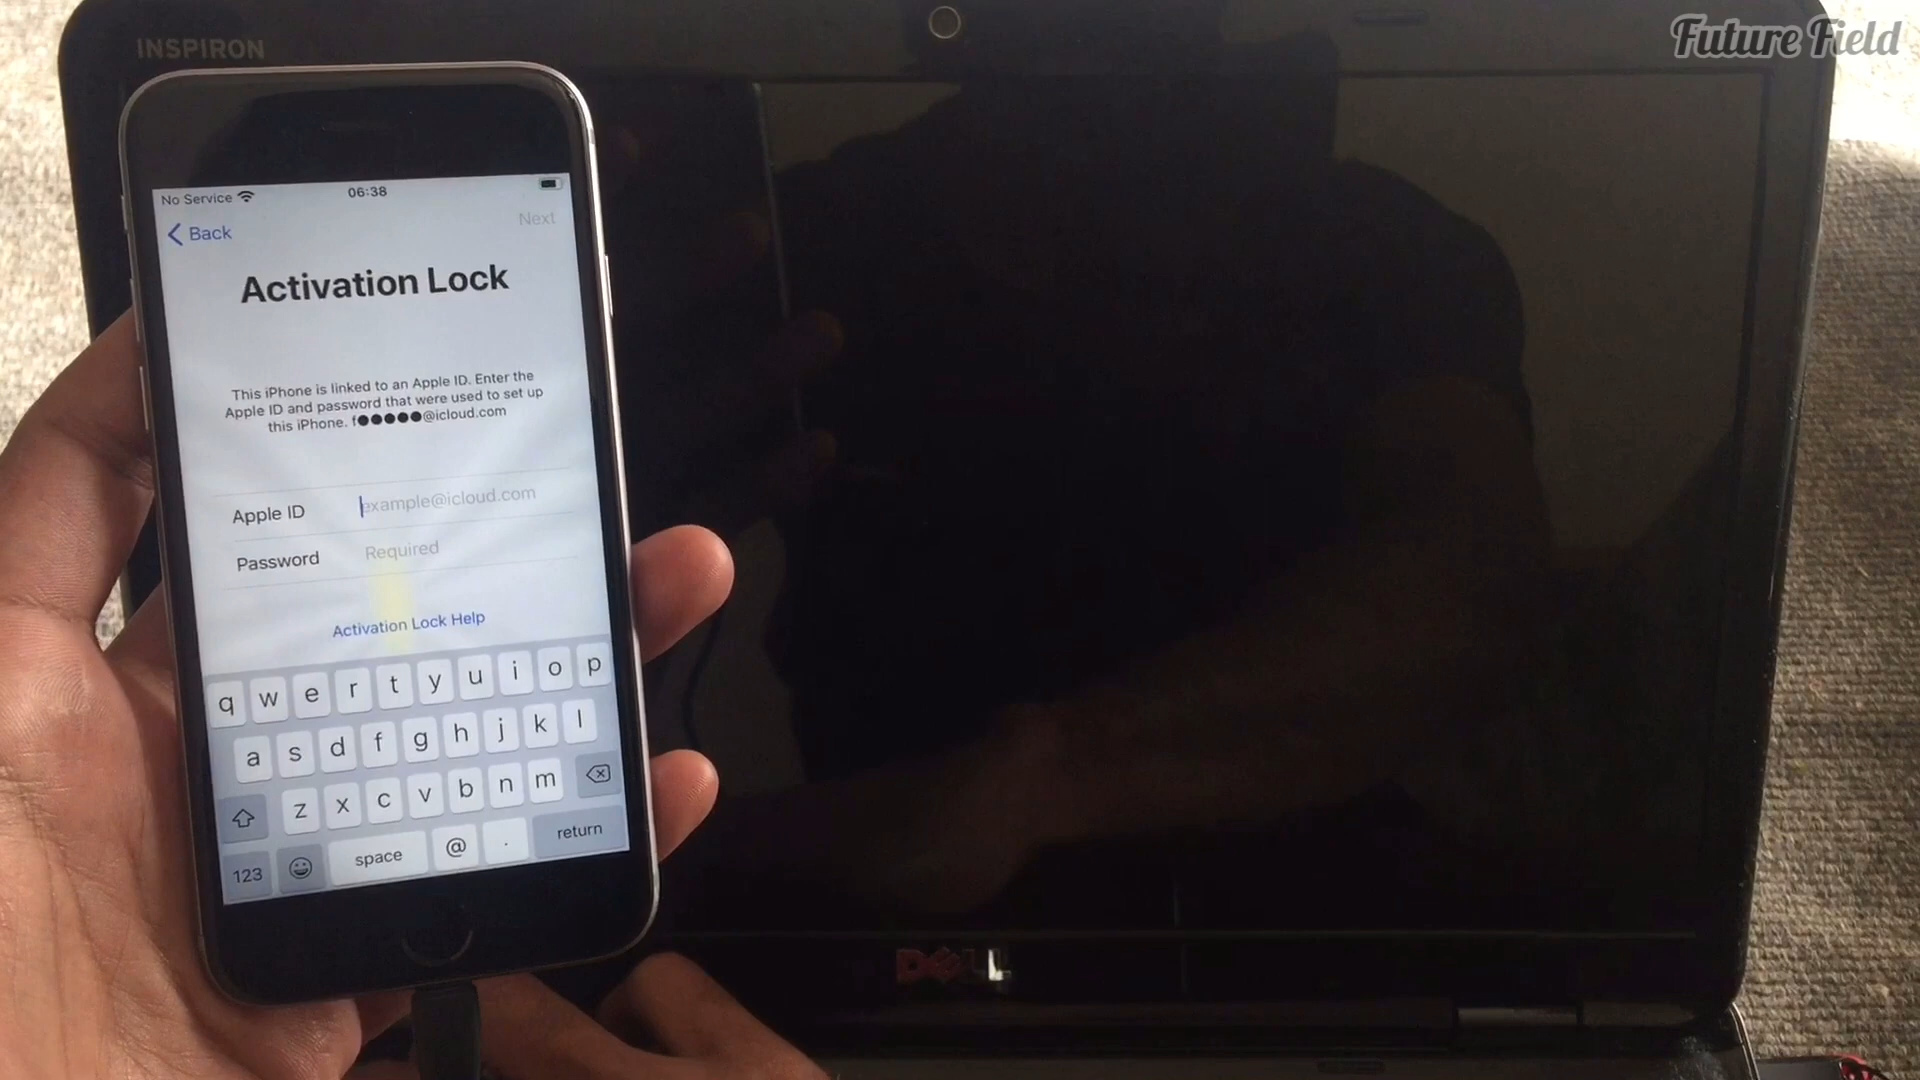 INSPIRON
Future Field
No Service
06:38
Back
Next
Activation Lock
This iPhone is linked to an Apple ID. Enter the
Apple ID and password that were used to set up
this iPhone. f●●●●●@icloud.com
Apple ID
example@icloud.com
Password
Required
Activation Lock Help
q w e r t y u i o p
a s d f g h j k l
z x c v b n m
123
space
@
.
return
DELL